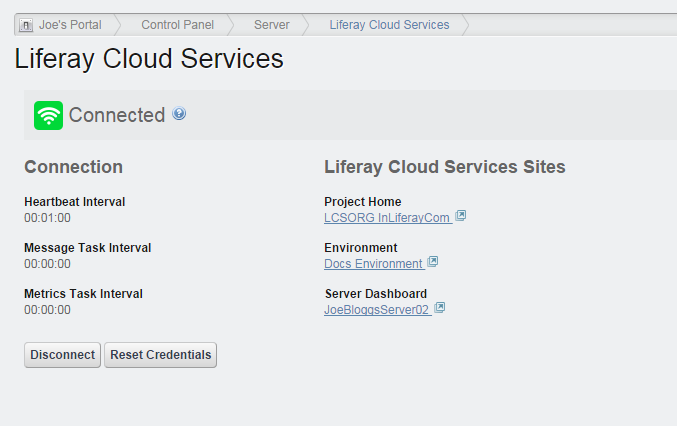 Joe's Portal Control Panel Server Liferay Cloud Services
Liferay Cloud Services
Connected
Connection
Heartbeat Interval
00:01:00
Message Task Interval
00:00:00
Metrics Task Interval
00:00:00
Disconnect Reset Credentials
Liferay Cloud Services Sites
Project Home
LCSORG InLiferayCom
Environment
Docs Environment
Server Dashboard
JoeBloggsServer02